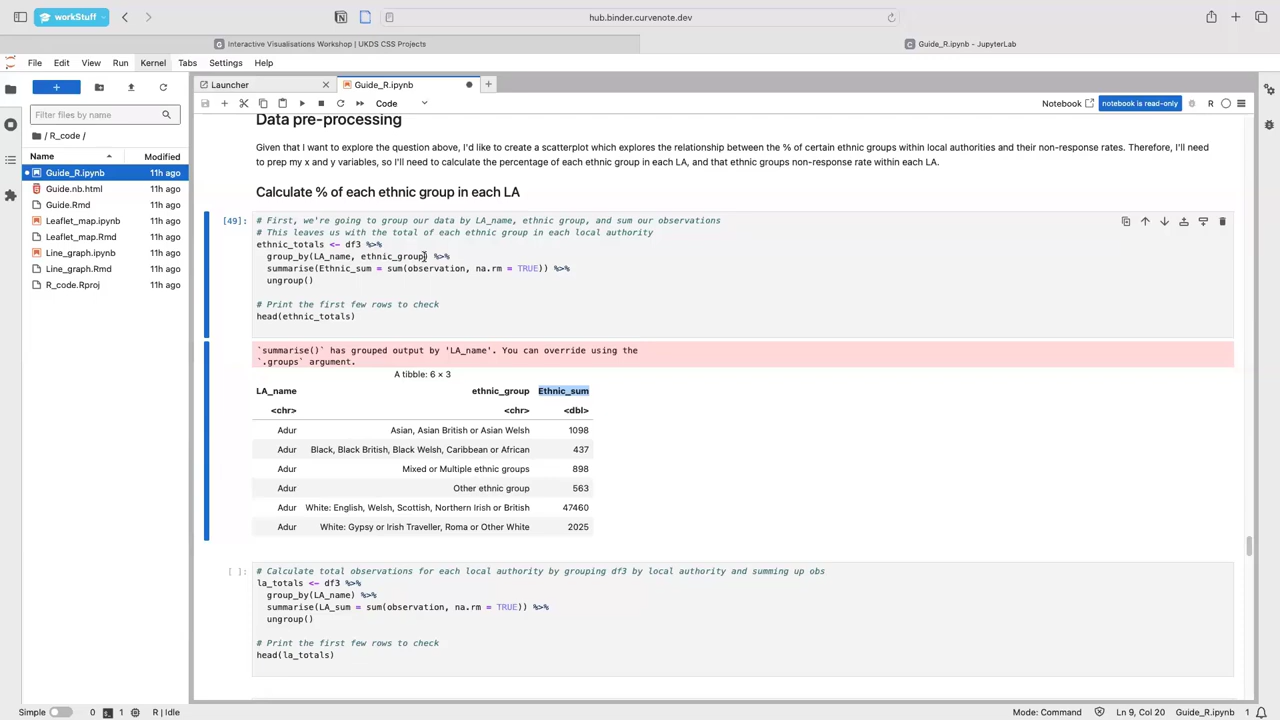 workStuff
hub.binder.curvenote.dev
Interactive Visualisations Workshop | UKDS CSS Projects
Guide_R.ipynb - JupyterLab
File Edit View Run Kernel Tabs Settings Help
Launcher
Guide_R.ipynb
Code
Notebook
notebook is read-only
R
Filter files by name
/ R_code /
Name Modified
Guide_R.ipynb 11h ago
Guide.nb.html 11h ago
Guide.Rmd 11h ago
Leaflet_map.ipynb 11h ago
Leaflet_map.Rmd 11h ago
Line_graph.ipynb 11h ago
Line_graph.Rmd 11h ago
R_code.Rproj 11h ago
Data pre-processing
Given that I want to explore the question above, I'd like to create a scatterplot which explores the relationship between the % of certain ethnic groups within local authorities and their non-response rates. Therefore, I'll need
to prep my x and y variables, so I'll need to calculate the percentage of each ethnic group in each LA, and that ethnic groups non-response rate within each LA.
Calculate % of each ethnic group in each LA
[49]:
# First, we're going to group our data by LA_name, ethnic group, and sum our observations
# This leaves us with the total of each ethnic group in each local authority
ethnic_totals <- df3 %>%
group_by(LA_name, ethnic_group) %>%
summarise(Ethnic_sum = sum(observation, na.rm = TRUE)) %>%
ungroup()
# Print the first few rows to check
head(ethnic_totals)
`summarise()` has grouped output by 'LA_name'. You can override using the
`.groups` argument.
A tibble: 6 × 3
LA_name ethnic_group Ethnic_sum
<chr> <chr> <dbl>
Adur Asian, Asian British or Asian Welsh 1098
Adur Black, Black British, Black Welsh, Caribbean or African 437
Adur Mixed or Multiple ethnic groups 898
Adur Other ethnic group 563
Adur White: English, Welsh, Scottish, Northern Irish or British 47460
Adur White: Gypsy or Irish Traveller, Roma or Other White 2025
[ ]:
# Calculate total observations for each local authority by grouping df3 by local authority and summing up obs
la_totals <- df3 %>%
group_by(LA_name) %>%
summarise(LA_sum = sum(observation, na.rm = TRUE)) %>%
ungroup()
# Print the first few rows to check
head(la_totals)
Simple 0 1 R | Idle
Mode: Command Ln 9, Col 20 Guide_R.ipynb 1